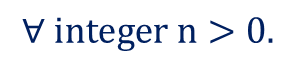 ∀ integer n > 0.